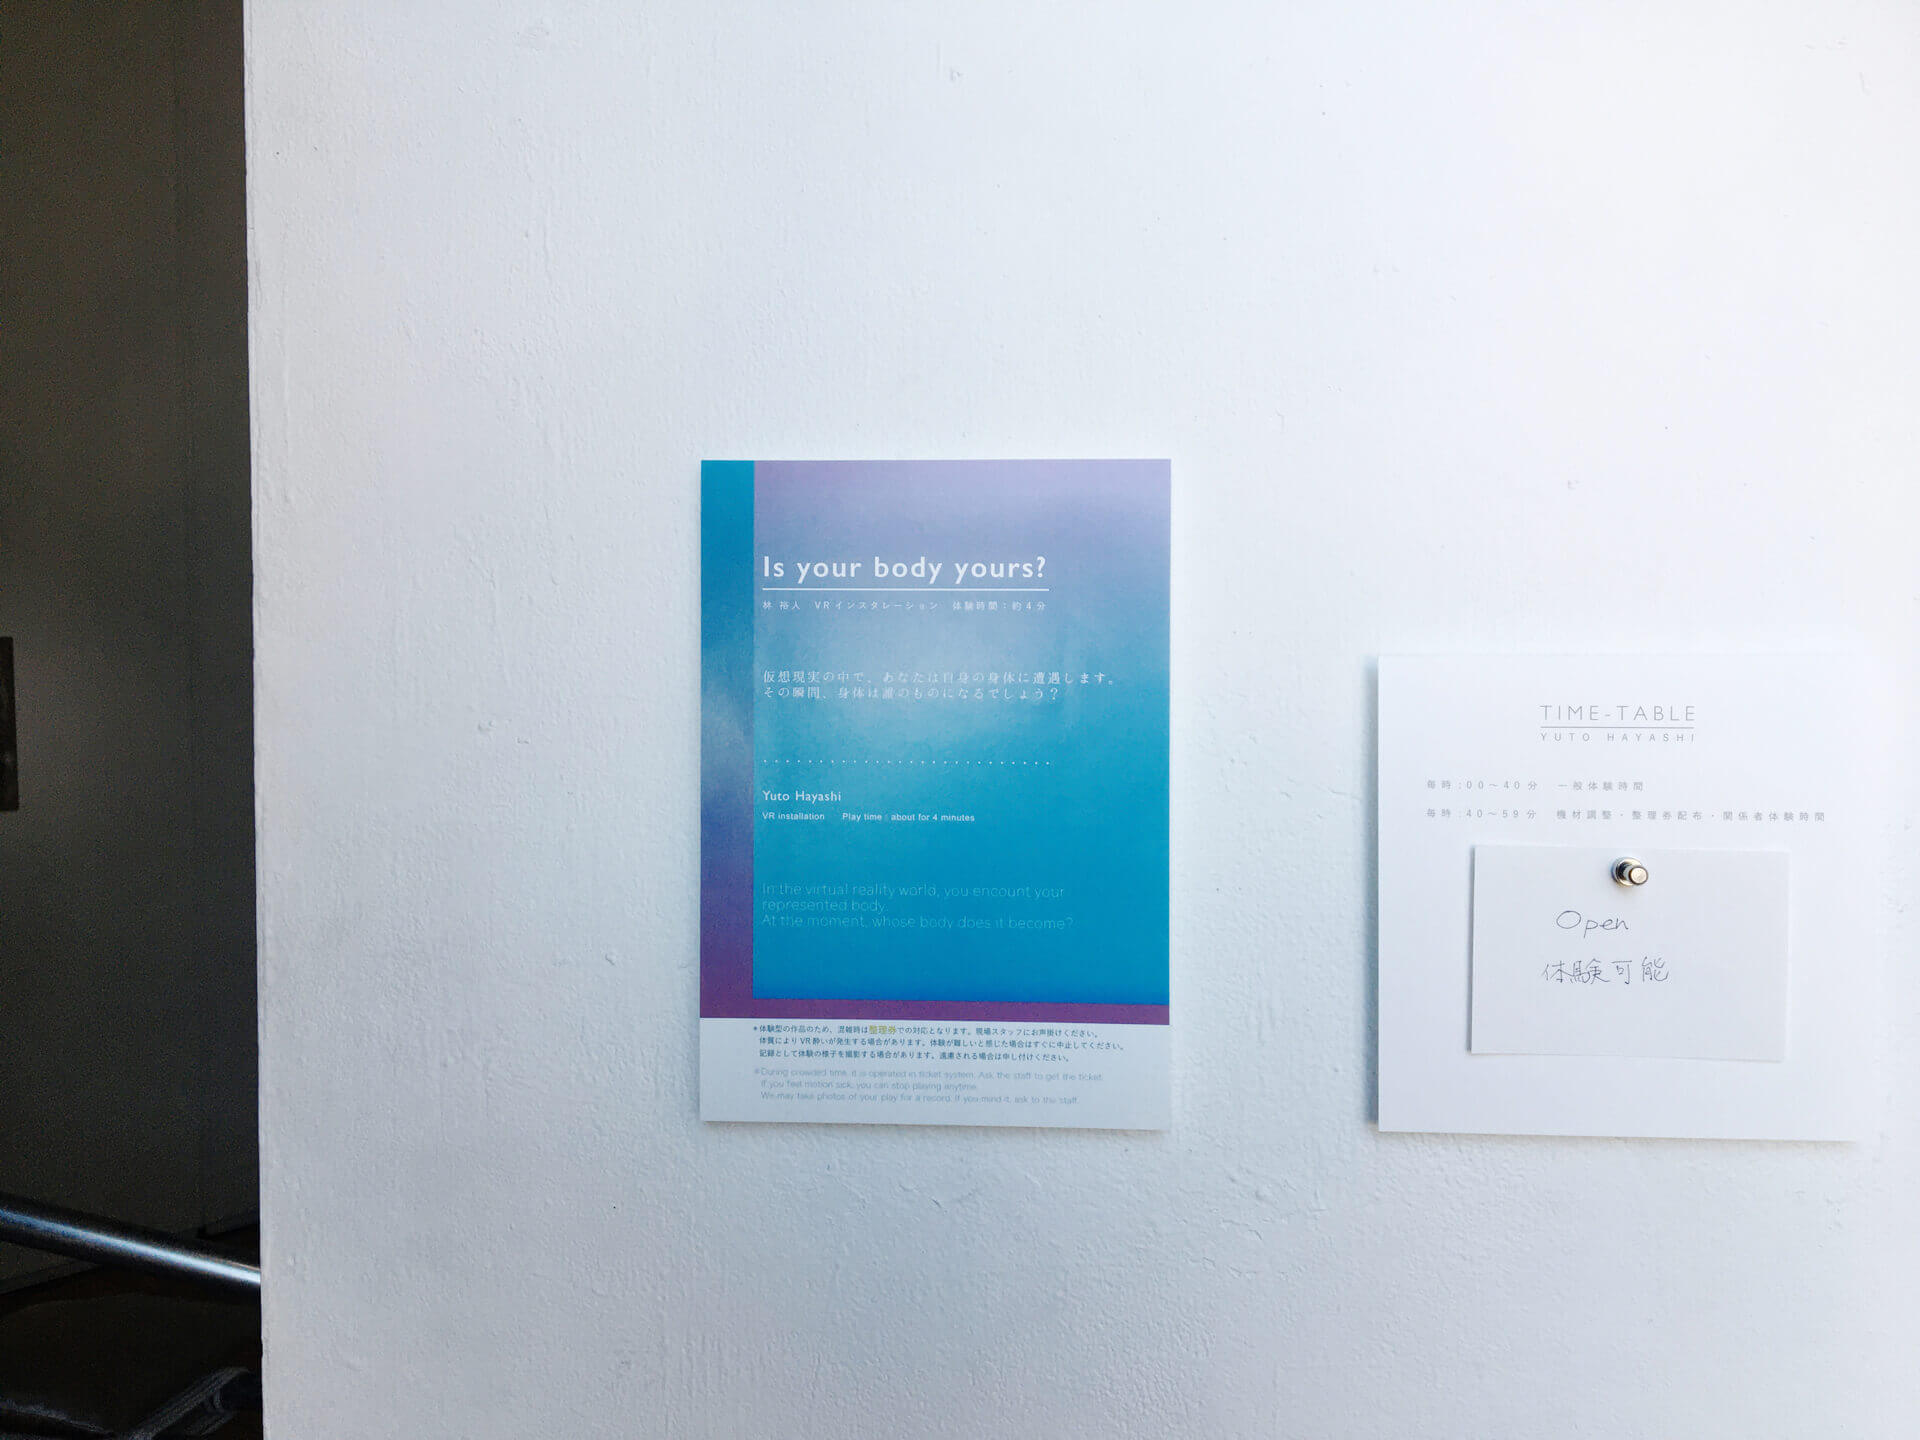 Is your body yours?
林 裕人　VRインスタレーション　体験時間：約4分
仮想現実の中で、あなたは自身の身体に遭遇します。
その瞬間、身体は誰のものになるでしょう？
Yuto Hayashi
VR installation　Play time : about for 4 minutes
In the virtual reality world, you encount your
represented body.
At the moment, whose body does it become?
＊体験型の作品のため、混雑時は整理券での対応となります。現場スタッフにお声掛けください。
体質によりVR酔いが発生する場合があります。体験が難しいと感じた場合はすぐに中止してください。
記録として体験の様子を撮影する場合があります。遠慮される場合は申し付けください。
＊During crowded time, it is operated in ticket system. Ask the staff to get the ticket.
If you feel motion sick, you can stop playing anytime.
We may take photos of your play for a record. If you mind it, ask to the staff.
TIME-TABLE
YUTO HAYASHI
毎時:00～40分　一般体験時間
毎時:40～59分　機材調整・整理券配布・関係者体験時間
Open
体験可能